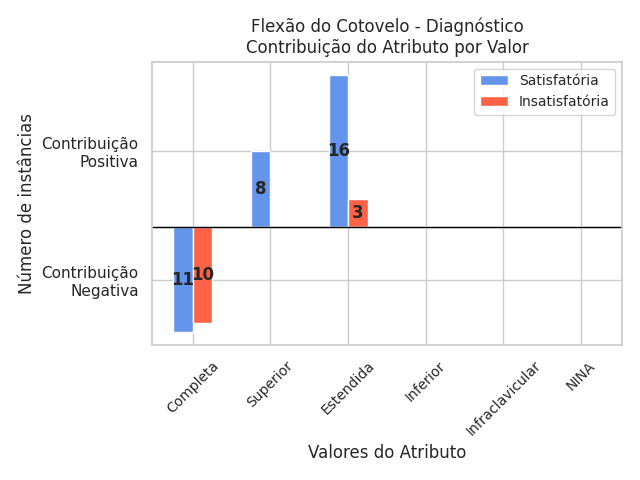 Flexão do Cotovelo - Diagnóstico
Contribuição do Atributo por Valor
Satisfatória
Insatisfatória
Número de instâncias
Contribuição
Positiva
Contribuição
Negativa
16
8
3
11
10
Completa
Superior
Estendida
Inferior
Infraclavicular
NINA
Valores do Atributo